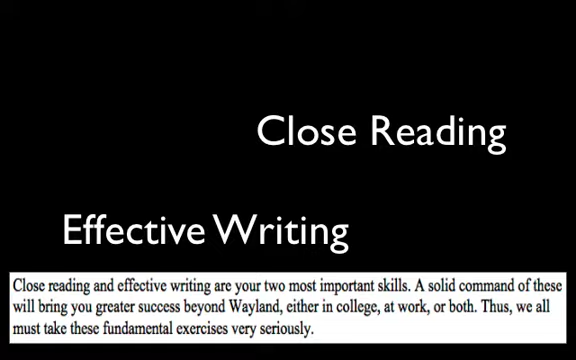 Close Reading
Effective Writing
Close reading and effective writing are your two most important skills. A solid command of these
will bring you greater success beyond Wayland, either in college, at work, or both. Thus, we all
must take these fundamental exercises very seriously.